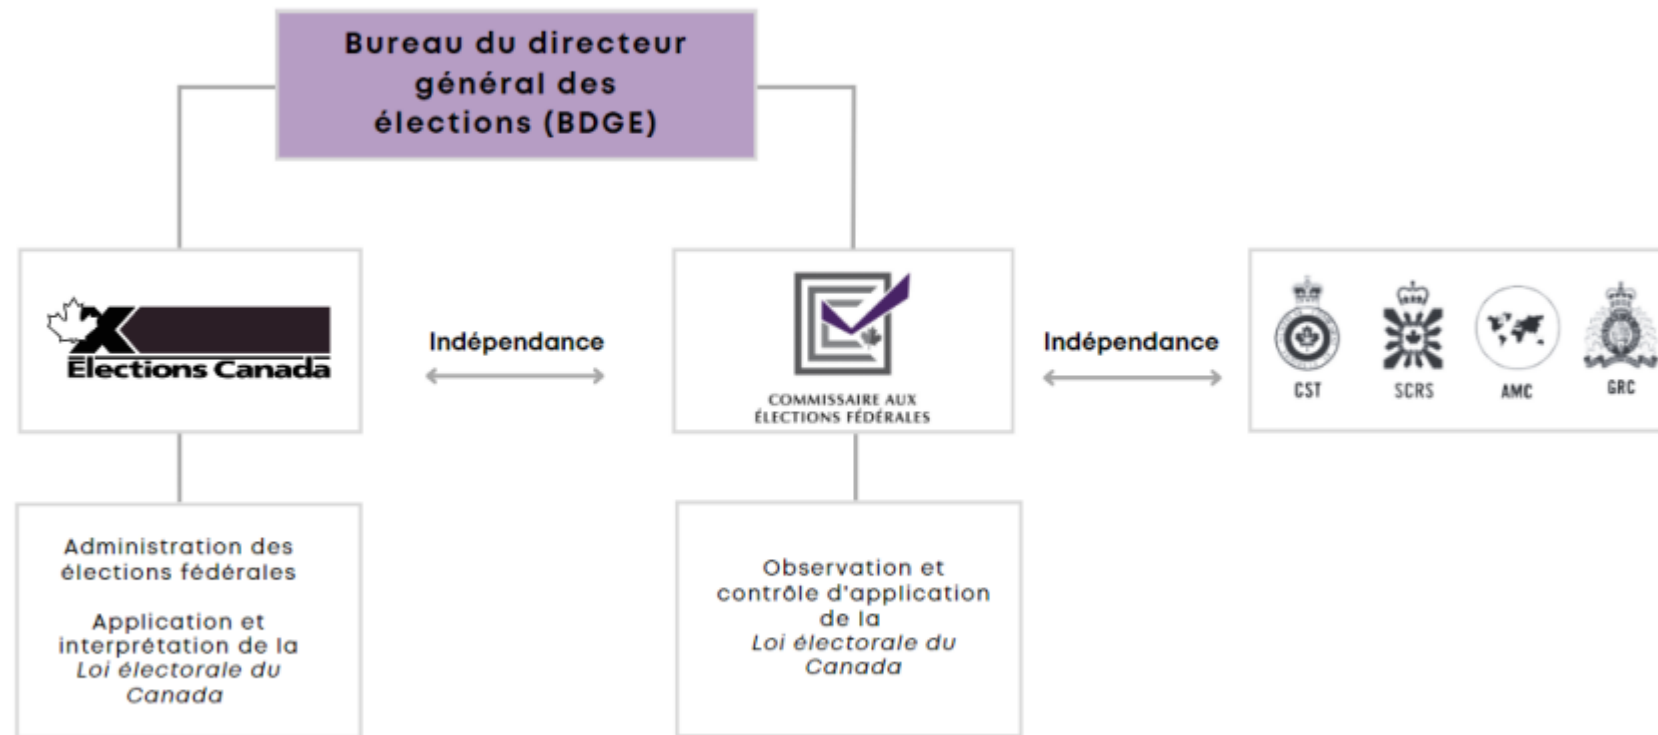 Bureau du directeur
général des
élections (BDGE)
Élections Canada
Indépendance
COMMISSAIRE AUX
ÉLECTIONS FÉDÉRALES
Indépendance
CST
SCRS
AMC
GRC
Administration des
élections fédérales
Application et
interprétation de la
Loi électorale du
Canada
Observation et
contrôle d'application
de la
Loi électorale du
Canada